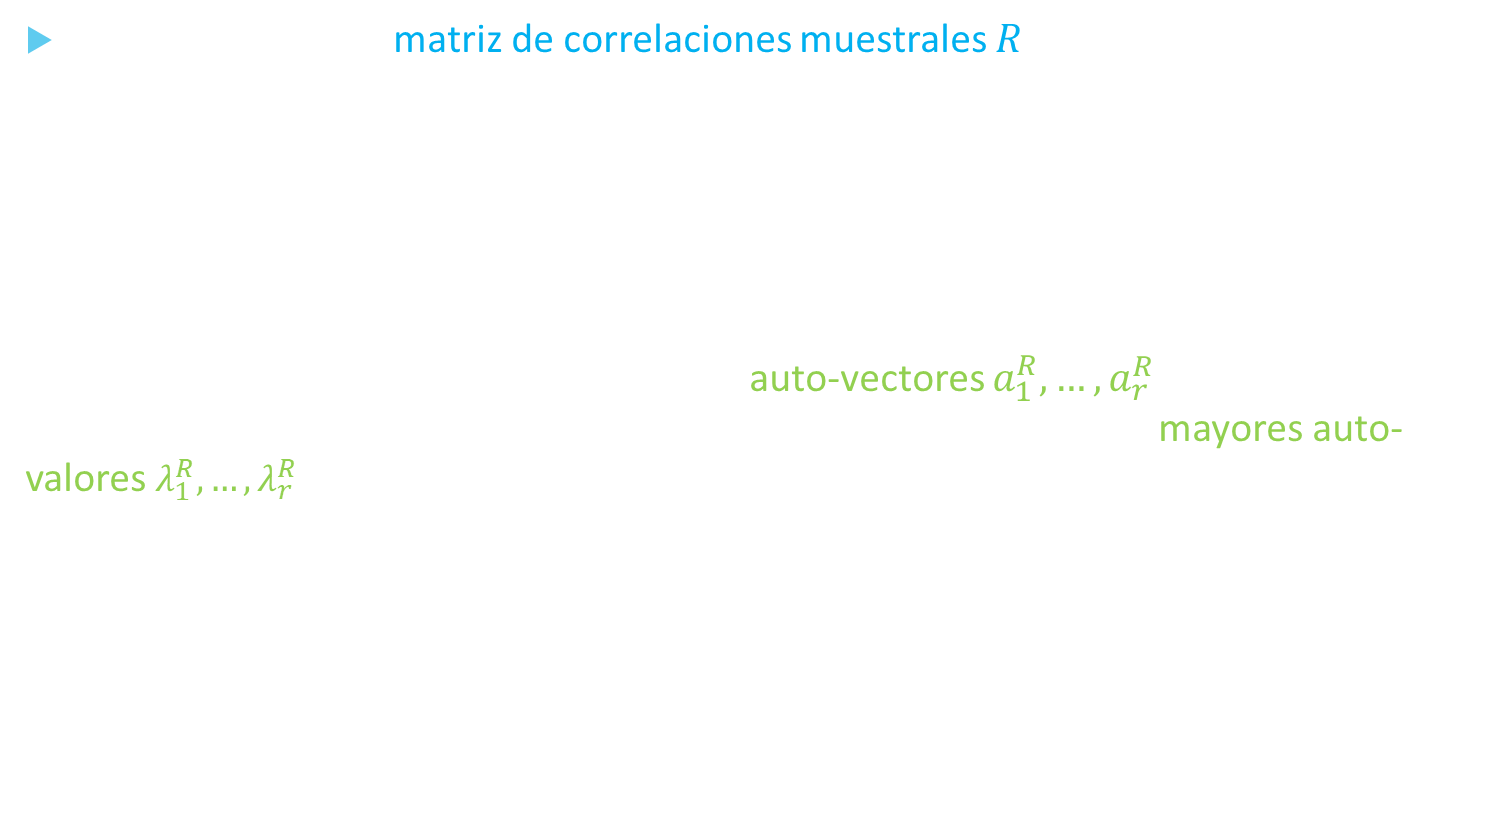 matriz de correlaciones muestrales R
auto-vectores a₁ᴿ, … , aᵣᴿ
mayores auto-
valores λ₁ᴿ, … , λᵣᴿ